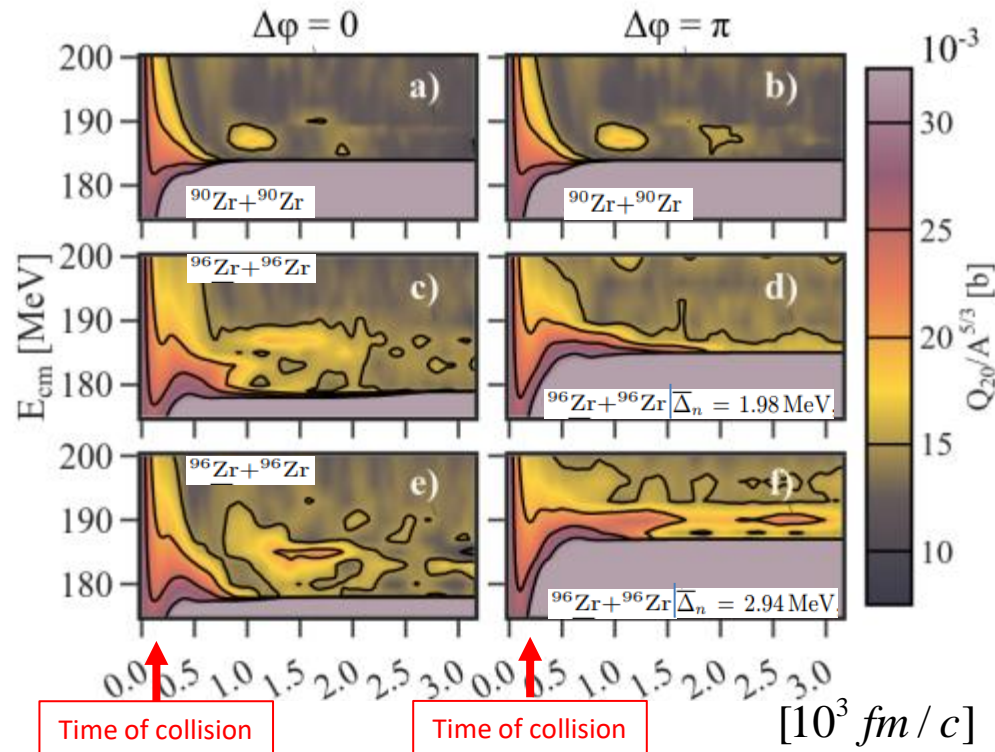 Δφ = 0
Δφ = π
10⁻³
200
190
180
a)
⁹⁰Zr+⁹⁰Zr
b)
⁹⁰Zr+⁹⁰Zr
30
25
20
15
10
Q₂₀/A⁵ᐟ³ [b]
E_cm [MeV]
200
190
180
⁹⁶Zr+⁹⁶Zr
c)
d)
⁹⁶Zr+⁹⁶Zr|Δ̅ₙ = 1.98 MeV.
200
190
180
⁹⁶Zr+⁹⁶Zr
e)
f)
⁹⁶Zr+⁹⁶Zr|Δ̅ₙ = 2.94 MeV.
0.0 0.5 1.0 1.5 2.0 2.5 3.0
0.0 0.5 1.0 1.5 2.0 2.5 3.0
[10³ fm / c]
Time of collision
Time of collision